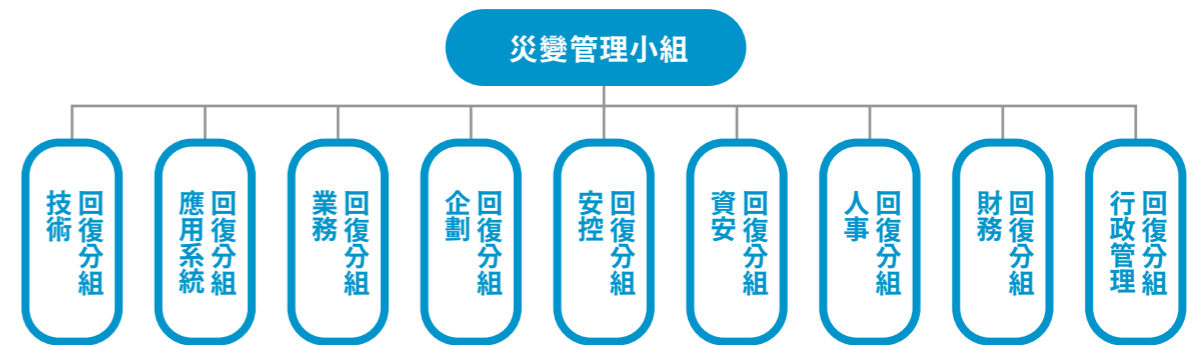 災變管理小組
技術
回復分組
應用系統
回復分組
業務
回復分組
企劃
回復分組
安控
回復分組
資安
回復分組
人事
回復分組
財務
回復分組
行政管理
回復分組